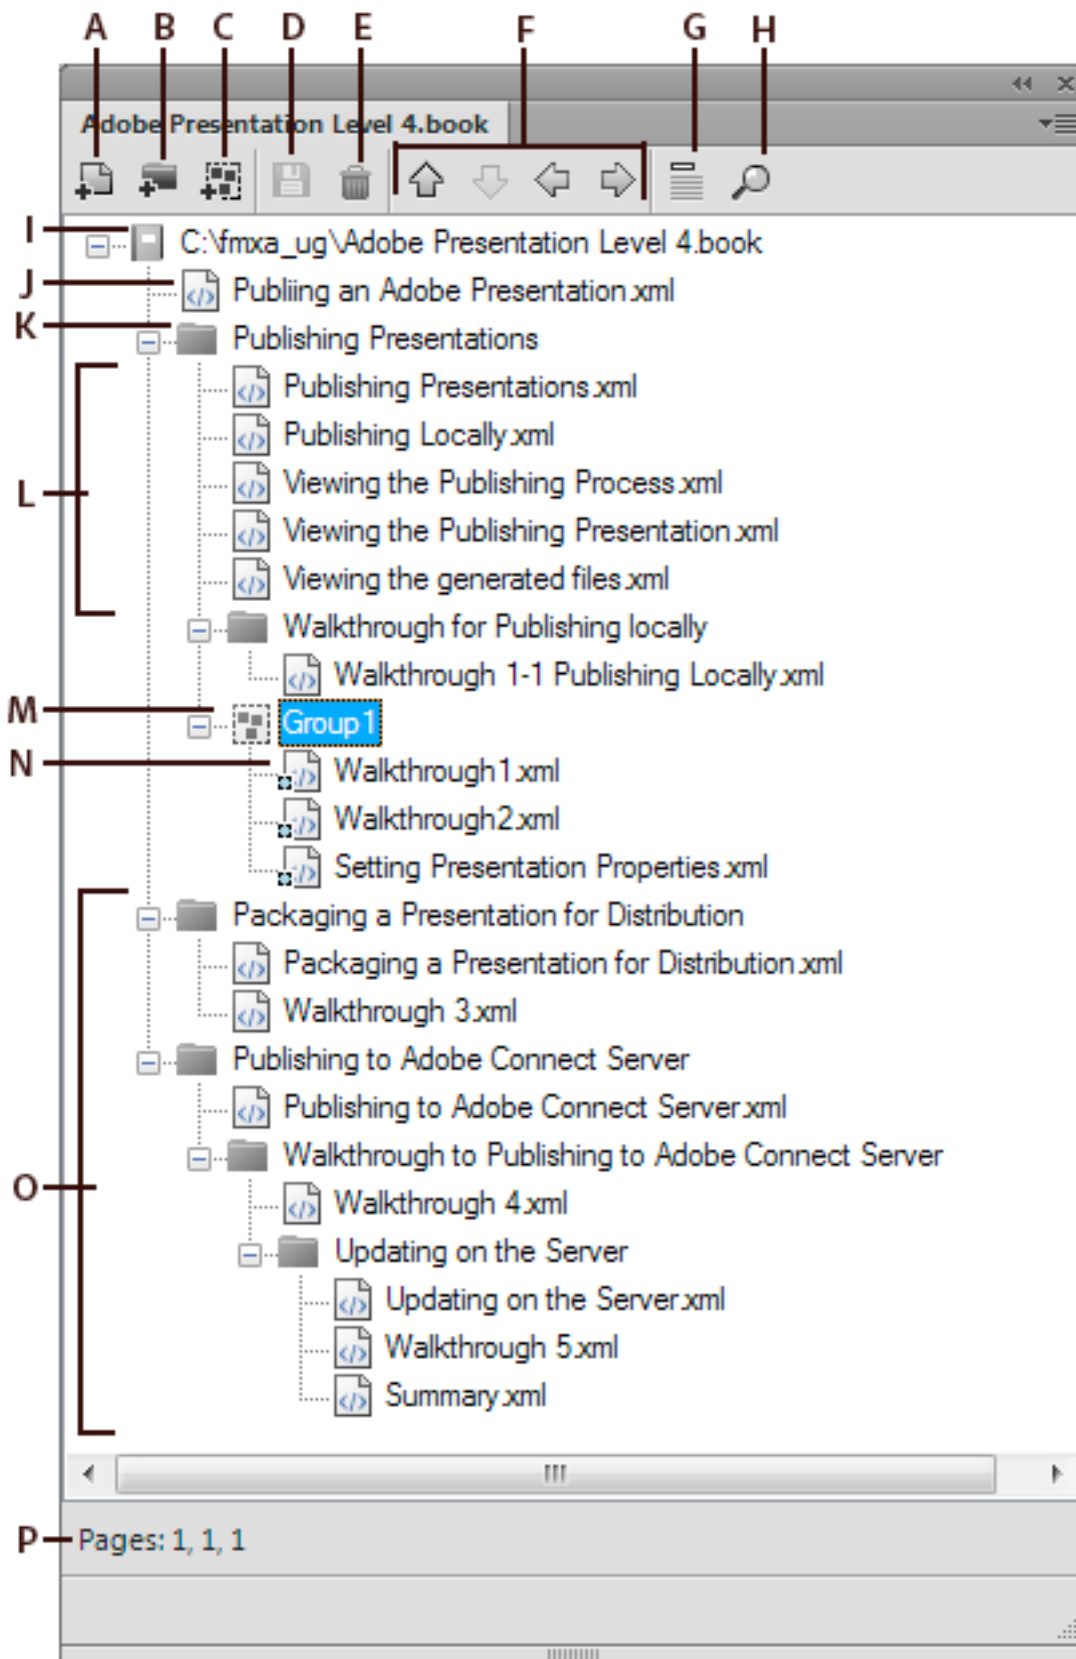 A B C D E F G H
Adobe Presentation Level 4.book
I C:\fmxa_ug\Adobe Presentation Level 4.book
J Publiing an Adobe Presentation.xml
K Publishing Presentations
Publishing Presentations.xml
Publishing Locally.xml
L Viewing the Publishing Process.xml
Viewing the Publishing Presentation.xml
Viewing the generated files.xml
Walkthrough for Publishing locally
Walkthrough 1-1 Publishing Locally.xml
M Group1
N Walkthrough1.xml
Walkthrough2.xml
Setting Presentation Properties.xml
Packaging a Presentation for Distribution
Packaging a Presentation for Distribution.xml
Walkthrough 3.xml
Publishing to Adobe Connect Server
Publishing to Adobe Connect Server.xml
Walkthrough to Publishing to Adobe Connect Server
O Walkthrough 4.xml
Updating on the Server
Updating on the Server.xml
Walkthrough 5.xml
Summary.xml
P Pages: 1, 1, 1